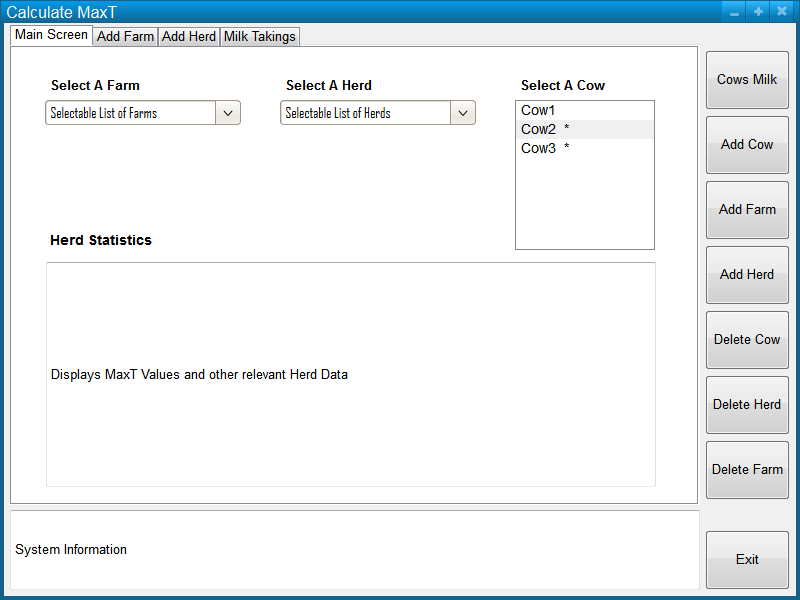 Calculate MaxT
Main Screen Add Farm Add Herd Milk Takings
Select A Farm
Selectable List of Farms
Select A Herd
Selectable List of Herds
Select A Cow
Cow1
Cow2 *
Cow3 *
Herd Statistics
Displays MaxT Values and other relevant Herd Data
System Information
Cows Milk
Add Cow
Add Farm
Add Herd
Delete Cow
Delete Herd
Delete Farm
Exit